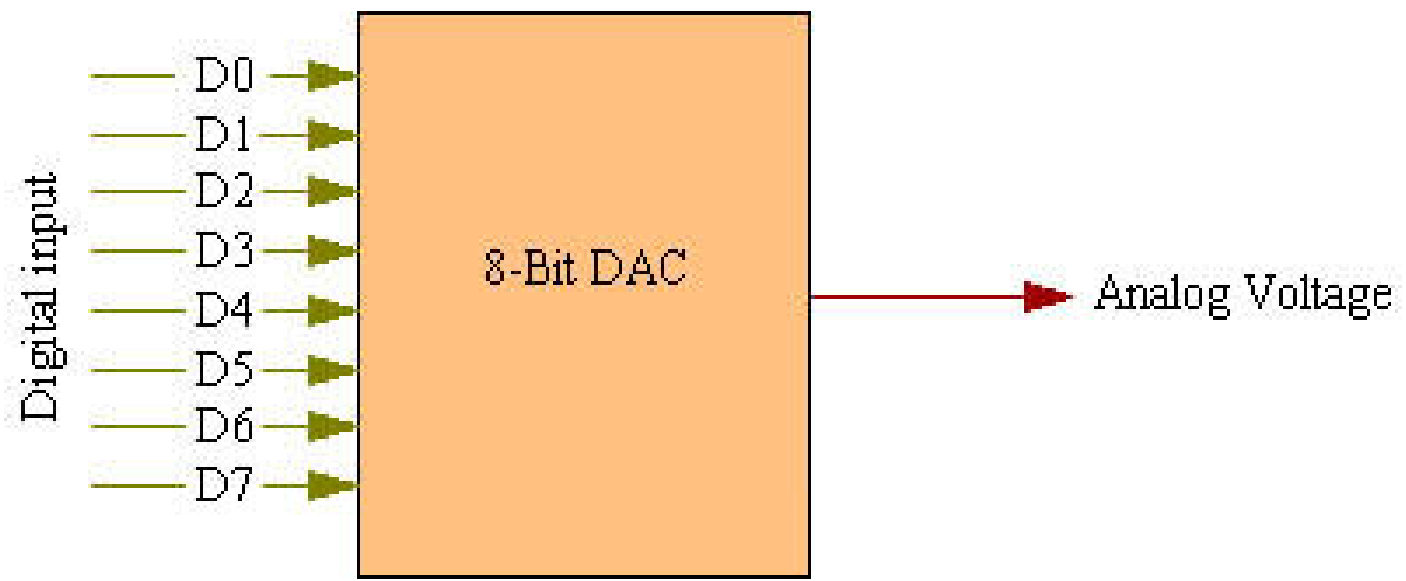 Digital input
D0
D1
D2
D3
D4
D5
D6
D7
8-Bit DAC
Analog Voltage